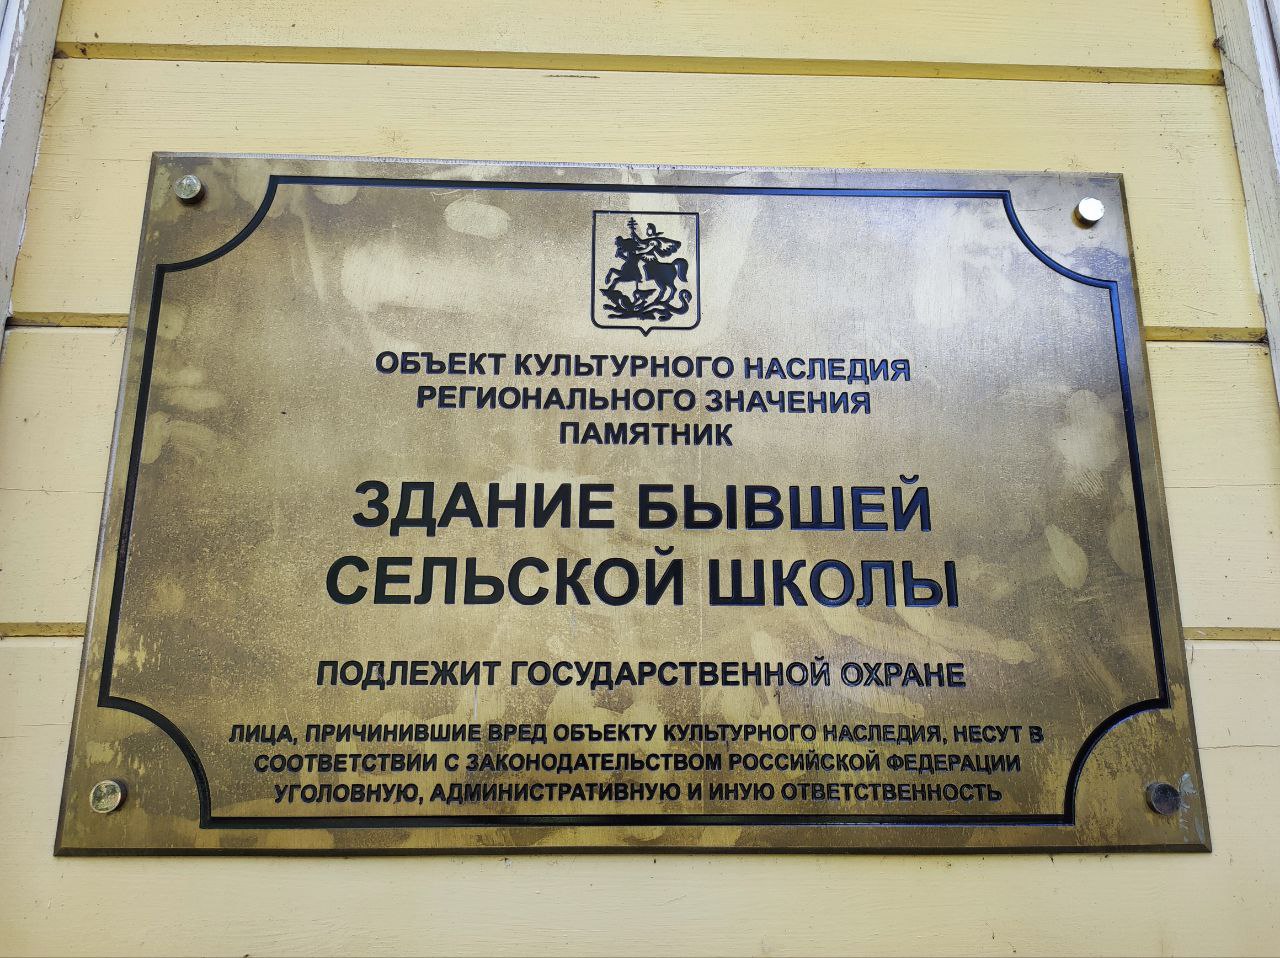 ОБЪЕКТ КУЛЬТУРНОГО НАСЛЕДИЯ
РЕГИОНАЛЬНОГО ЗНАЧЕНИЯ
ПАМЯТНИК
ЗДАНИЕ БЫВШЕЙ
СЕЛЬСКОЙ ШКОЛЫ
ПОДЛЕЖИТ ГОСУДАРСТВЕННОЙ ОХРАНЕ
ЛИЦА, ПРИЧИНИВШИЕ ВРЕД ОБЪЕКТУ КУЛЬТУРНОГО НАСЛЕДИЯ, НЕСУТ В
СООТВЕТСТВИИ С ЗАКОНОДАТЕЛЬСТВОМ РОССИЙСКОЙ ФЕДЕРАЦИИ
УГОЛОВНУЮ, АДМИНИСТРАТИВНУЮ И ИНУЮ ОТВЕТСТВЕННОСТЬ